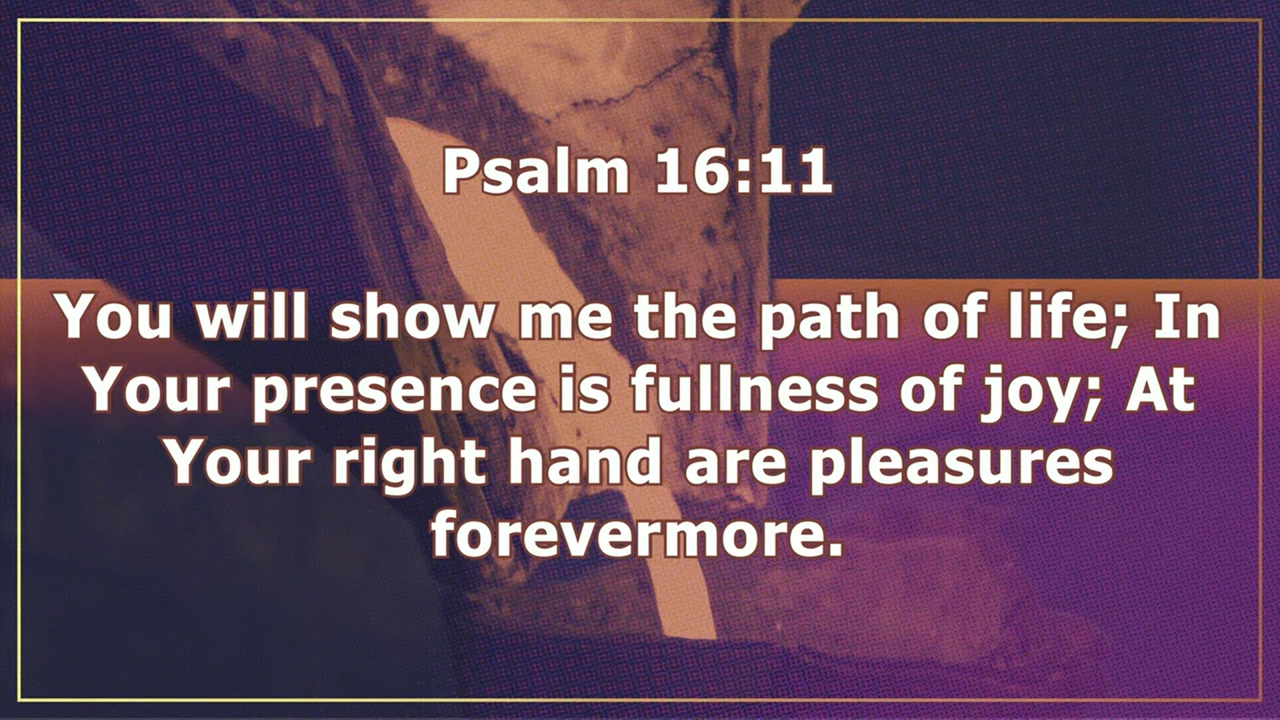 Psalm 16:11
You will show me the path of life; In
Your presence is fullness of joy; At
Your right hand are pleasures
forevermore.